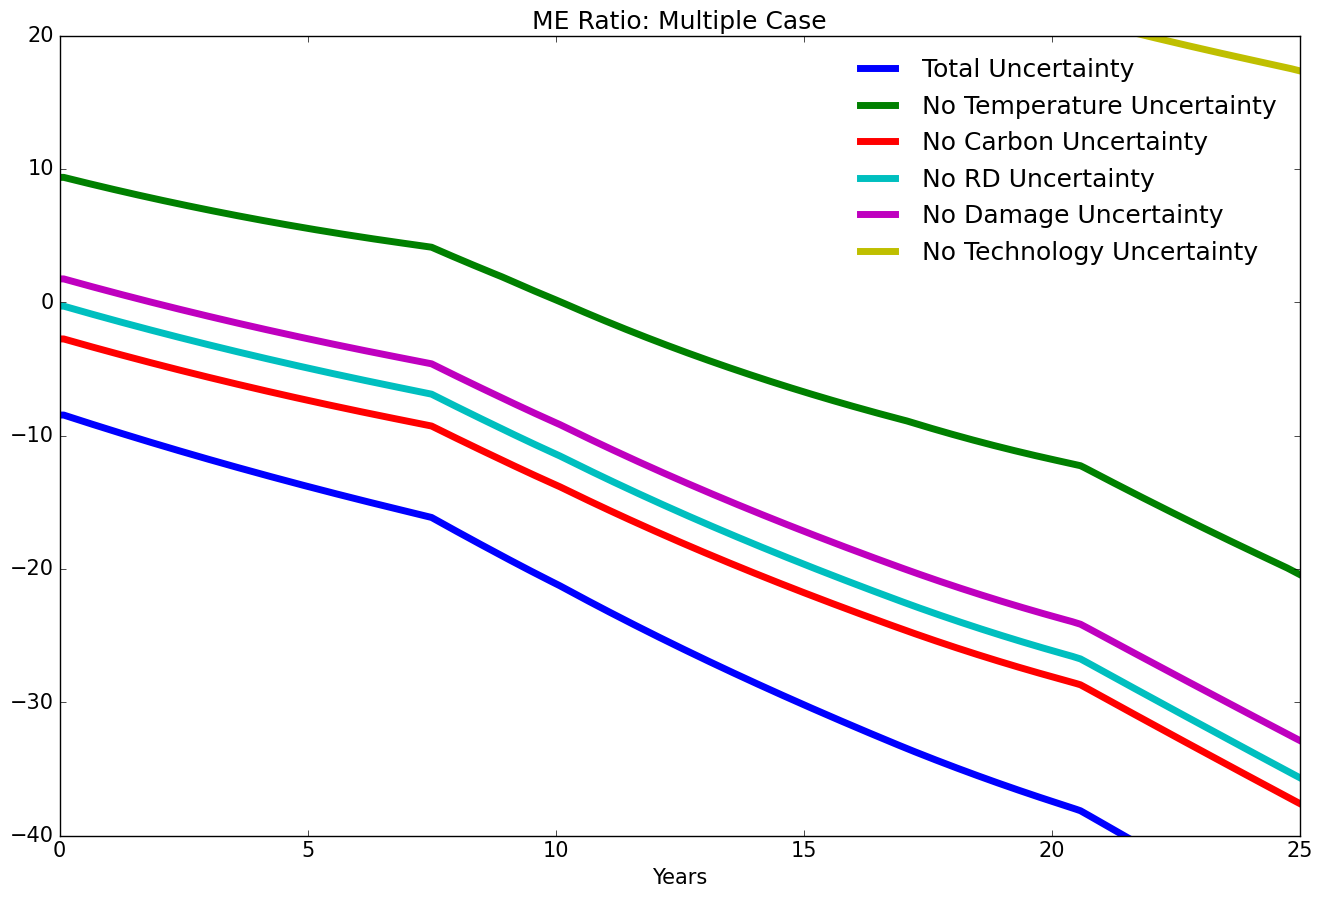 ME Ratio: Multiple Case
20
10
0
−10
−20
−30
−40
Total Uncertainty
No Temperature Uncertainty
No Carbon Uncertainty
No RD Uncertainty
No Damage Uncertainty
No Technology Uncertainty
0 5 10 15 20 25
Years